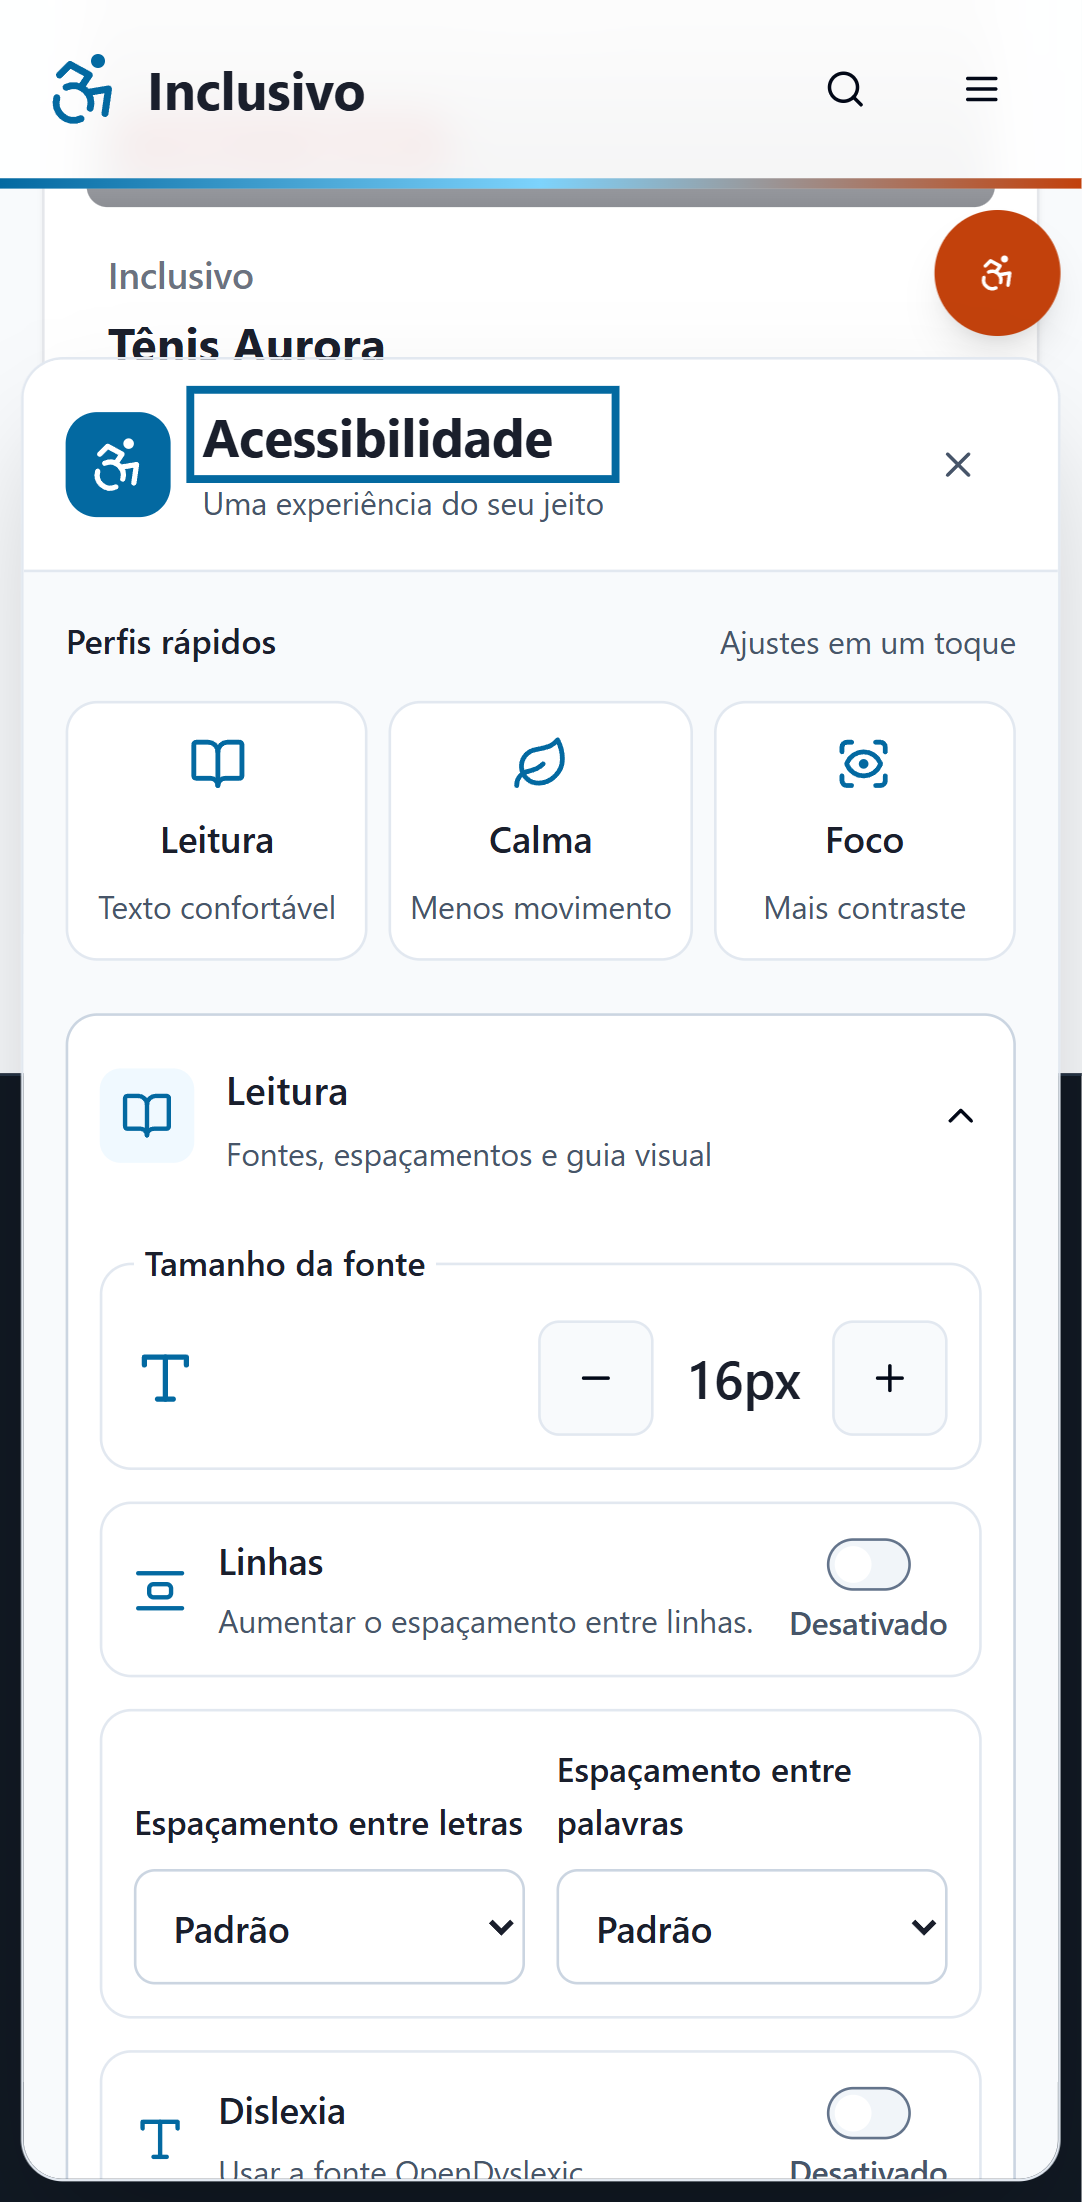 Inclusivo
Inclusivo
Tênis Aurora
Acessibilidade
Uma experiência do seu jeito
Perfis rápidos
Ajustes em um toque
Leitura
Texto confortável
Calma
Menos movimento
Foco
Mais contraste
Leitura
Fontes, espaçamentos e guia visual
Tamanho da fonte
16px
Linhas
Aumentar o espaçamento entre linhas.
Desativado
Espaçamento entre letras
Padrão
Espaçamento entre
palavras
Padrão
Dislexia
Usar a fonte OpenDyslexic
Desativado